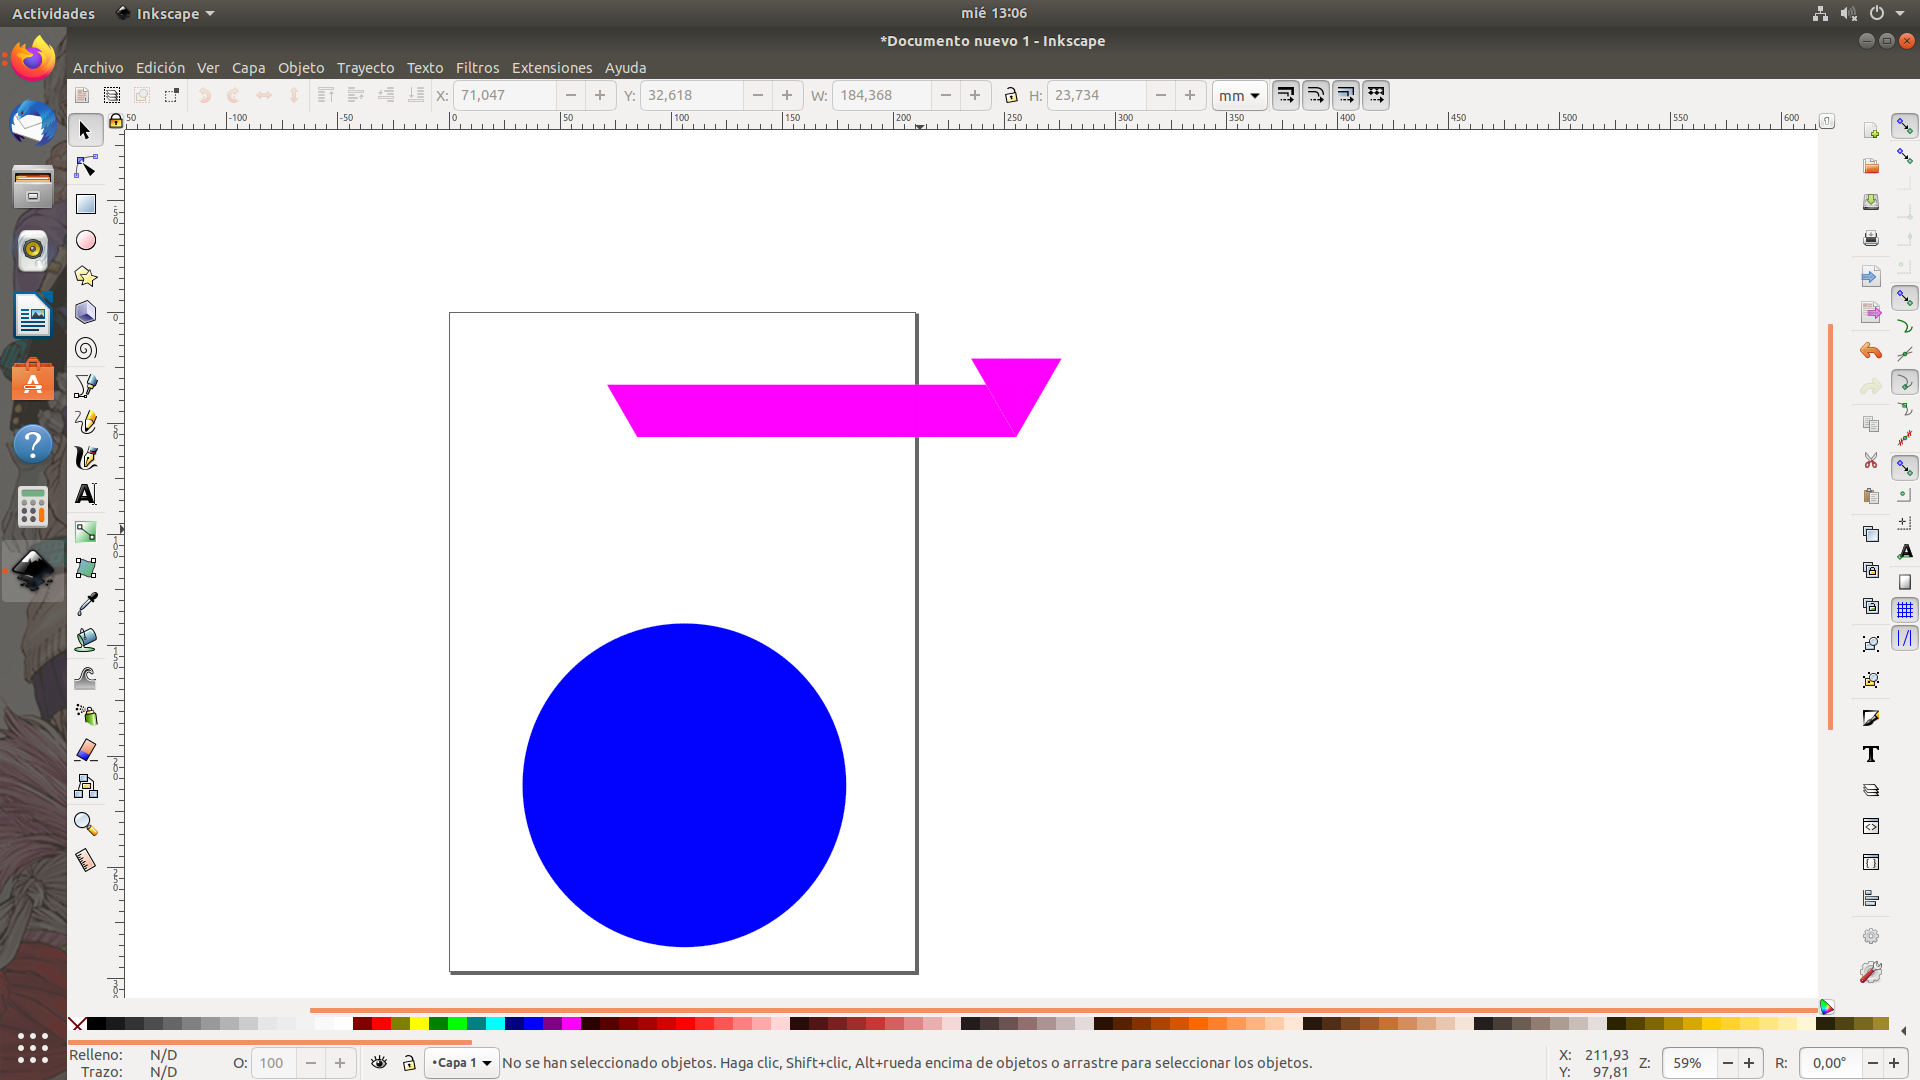 Actividades
Inkscape
mié 13:06
*Documento nuevo 1 - Inkscape
Archivo Edición Ver Capa Objeto Trayecto Texto Filtros Extensiones Ayuda
X: 71,047 Y: 32,618 W: 184,368 H: 23,734 mm
50 -100 -50 0 50 100 150 200 250 300 350 400 450 500 550 600
Relleno: N/D
Trazo: N/D
O: 100
•Capa 1
No se han seleccionado objetos. Haga clic, Shift+clic, Alt+rueda encima de objetos o arrastre para seleccionar los objetos.
X: 211,93
Y: 97,81
Z: 59%
R: 0,00°